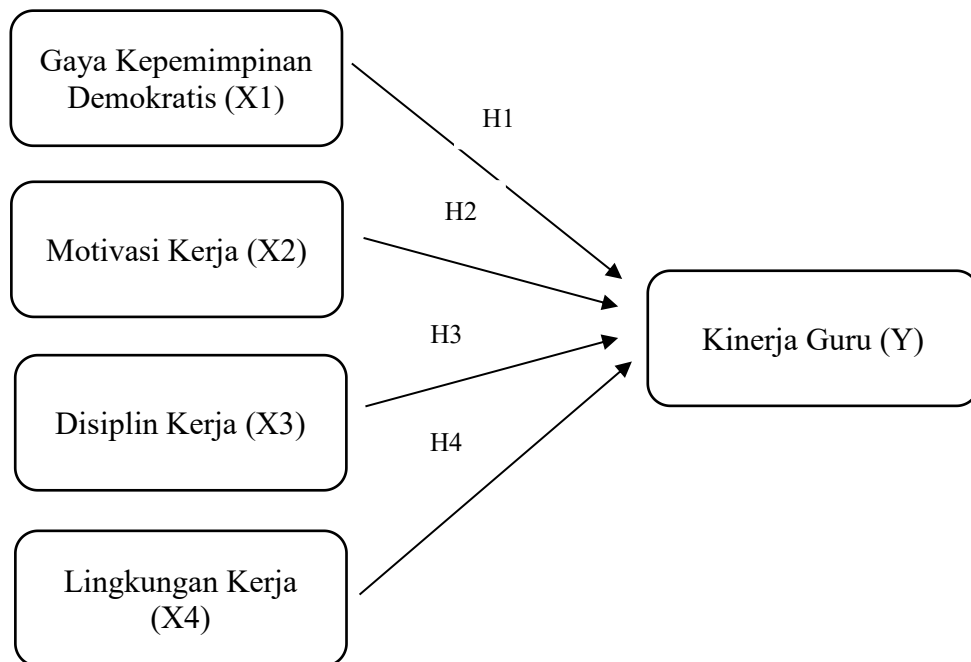 Gaya Kepemimpinan
Demokratis (X1)
H1
Motivasi Kerja (X2)
H2
Kinerja Guru (Y)
H3
Disiplin Kerja (X3)
H4
Lingkungan Kerja
(X4)